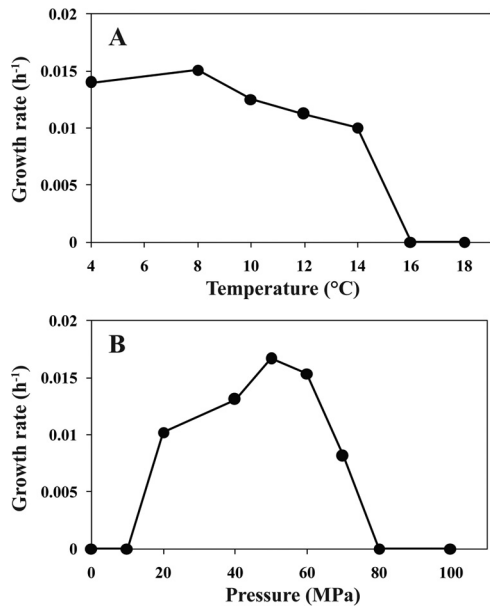 A
Growth rate (h-1)
0.02
0.015
0.01
0.005
0
4 6 8 10 12 14 16 18
Temperature (°C)
B
Growth rate (h-1)
0.02
0.015
0.01
0.005
0
0 20 40 60 80 100
Pressure (MPa)